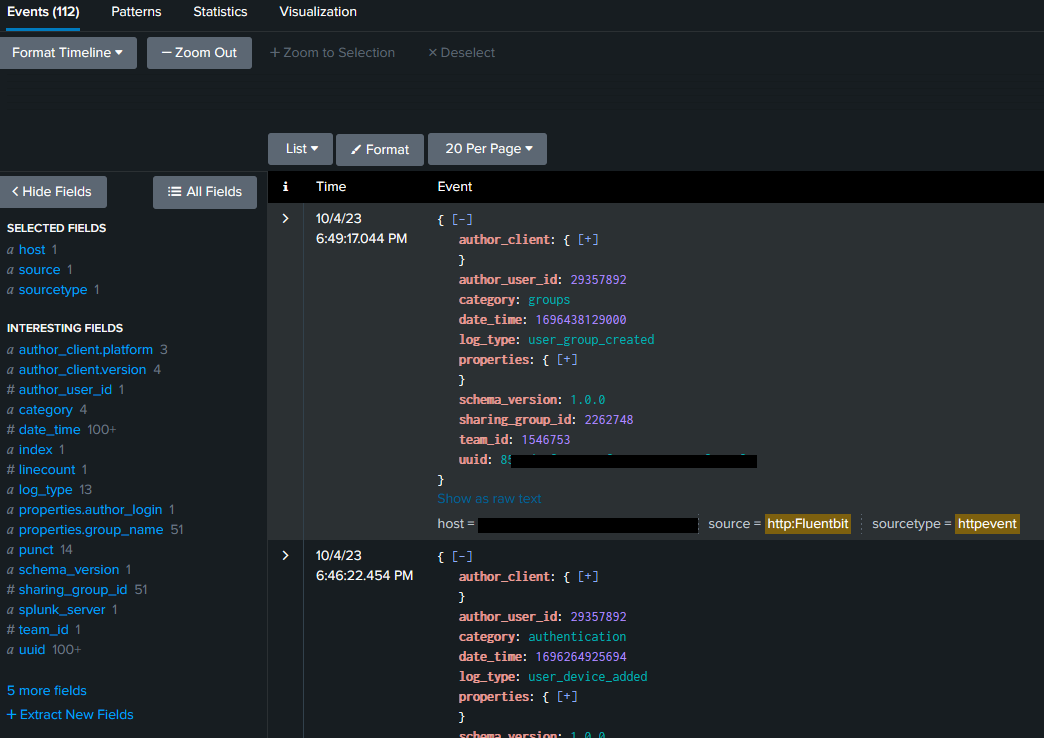 Events (112) Patterns Statistics Visualization
Format Timeline — Zoom Out + Zoom to Selection × Deselect
List Format 20 Per Page
< Hide Fields All Fields
SELECTED FIELDS
a host 1
a source 1
a sourcetype 1
INTERESTING FIELDS
a author_client.platform 3
a author_client.version 4
# author_user_id 1
a category 4
# date_time 100+
a index 1
# linecount 1
a log_type 13
a properties.author_login 1
a properties.group_name 51
a punct 14
a schema_version 1
# sharing_group_id 51
a splunk_server 1
# team_id 1
a uuid 100+
5 more fields
+ Extract New Fields
i Time Event
> 10/4/23 { [-]
6:49:17.044 PM
author_client: { [+]
}
author_user_id: 29357892
category: groups
date_time: 1696438129000
log_type: user_group_created
properties: { [+]
}
schema_version: 1.0.0
sharing_group_id: 2262748
team_id: 1546753
uuid: 85
}
Show as raw text
host = source = http:Fluentbit sourcetype = httpevent
> 10/4/23 { [-]
6:46:22.454 PM
author_client: { [+]
}
author_user_id: 29357892
category: authentication
date_time: 1696264925694
log_type: user_device_added
properties: { [+]
}
schema_version: 1.0.0